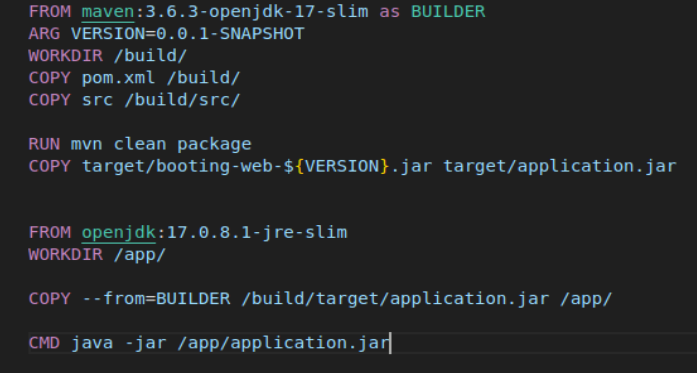 FROM maven:3.6.3-openjdk-17-slim as BUILDER
ARG VERSION=0.0.1-SNAPSHOT
WORKDIR /build/
COPY pom.xml /build/
COPY src /build/src/
RUN mvn clean package
COPY target/booting-web-${VERSION}.jar target/application.jar
FROM openjdk:17.0.8.1-jre-slim
WORKDIR /app/
COPY --from=BUILDER /build/target/application.jar /app/
CMD java -jar /app/application.jar